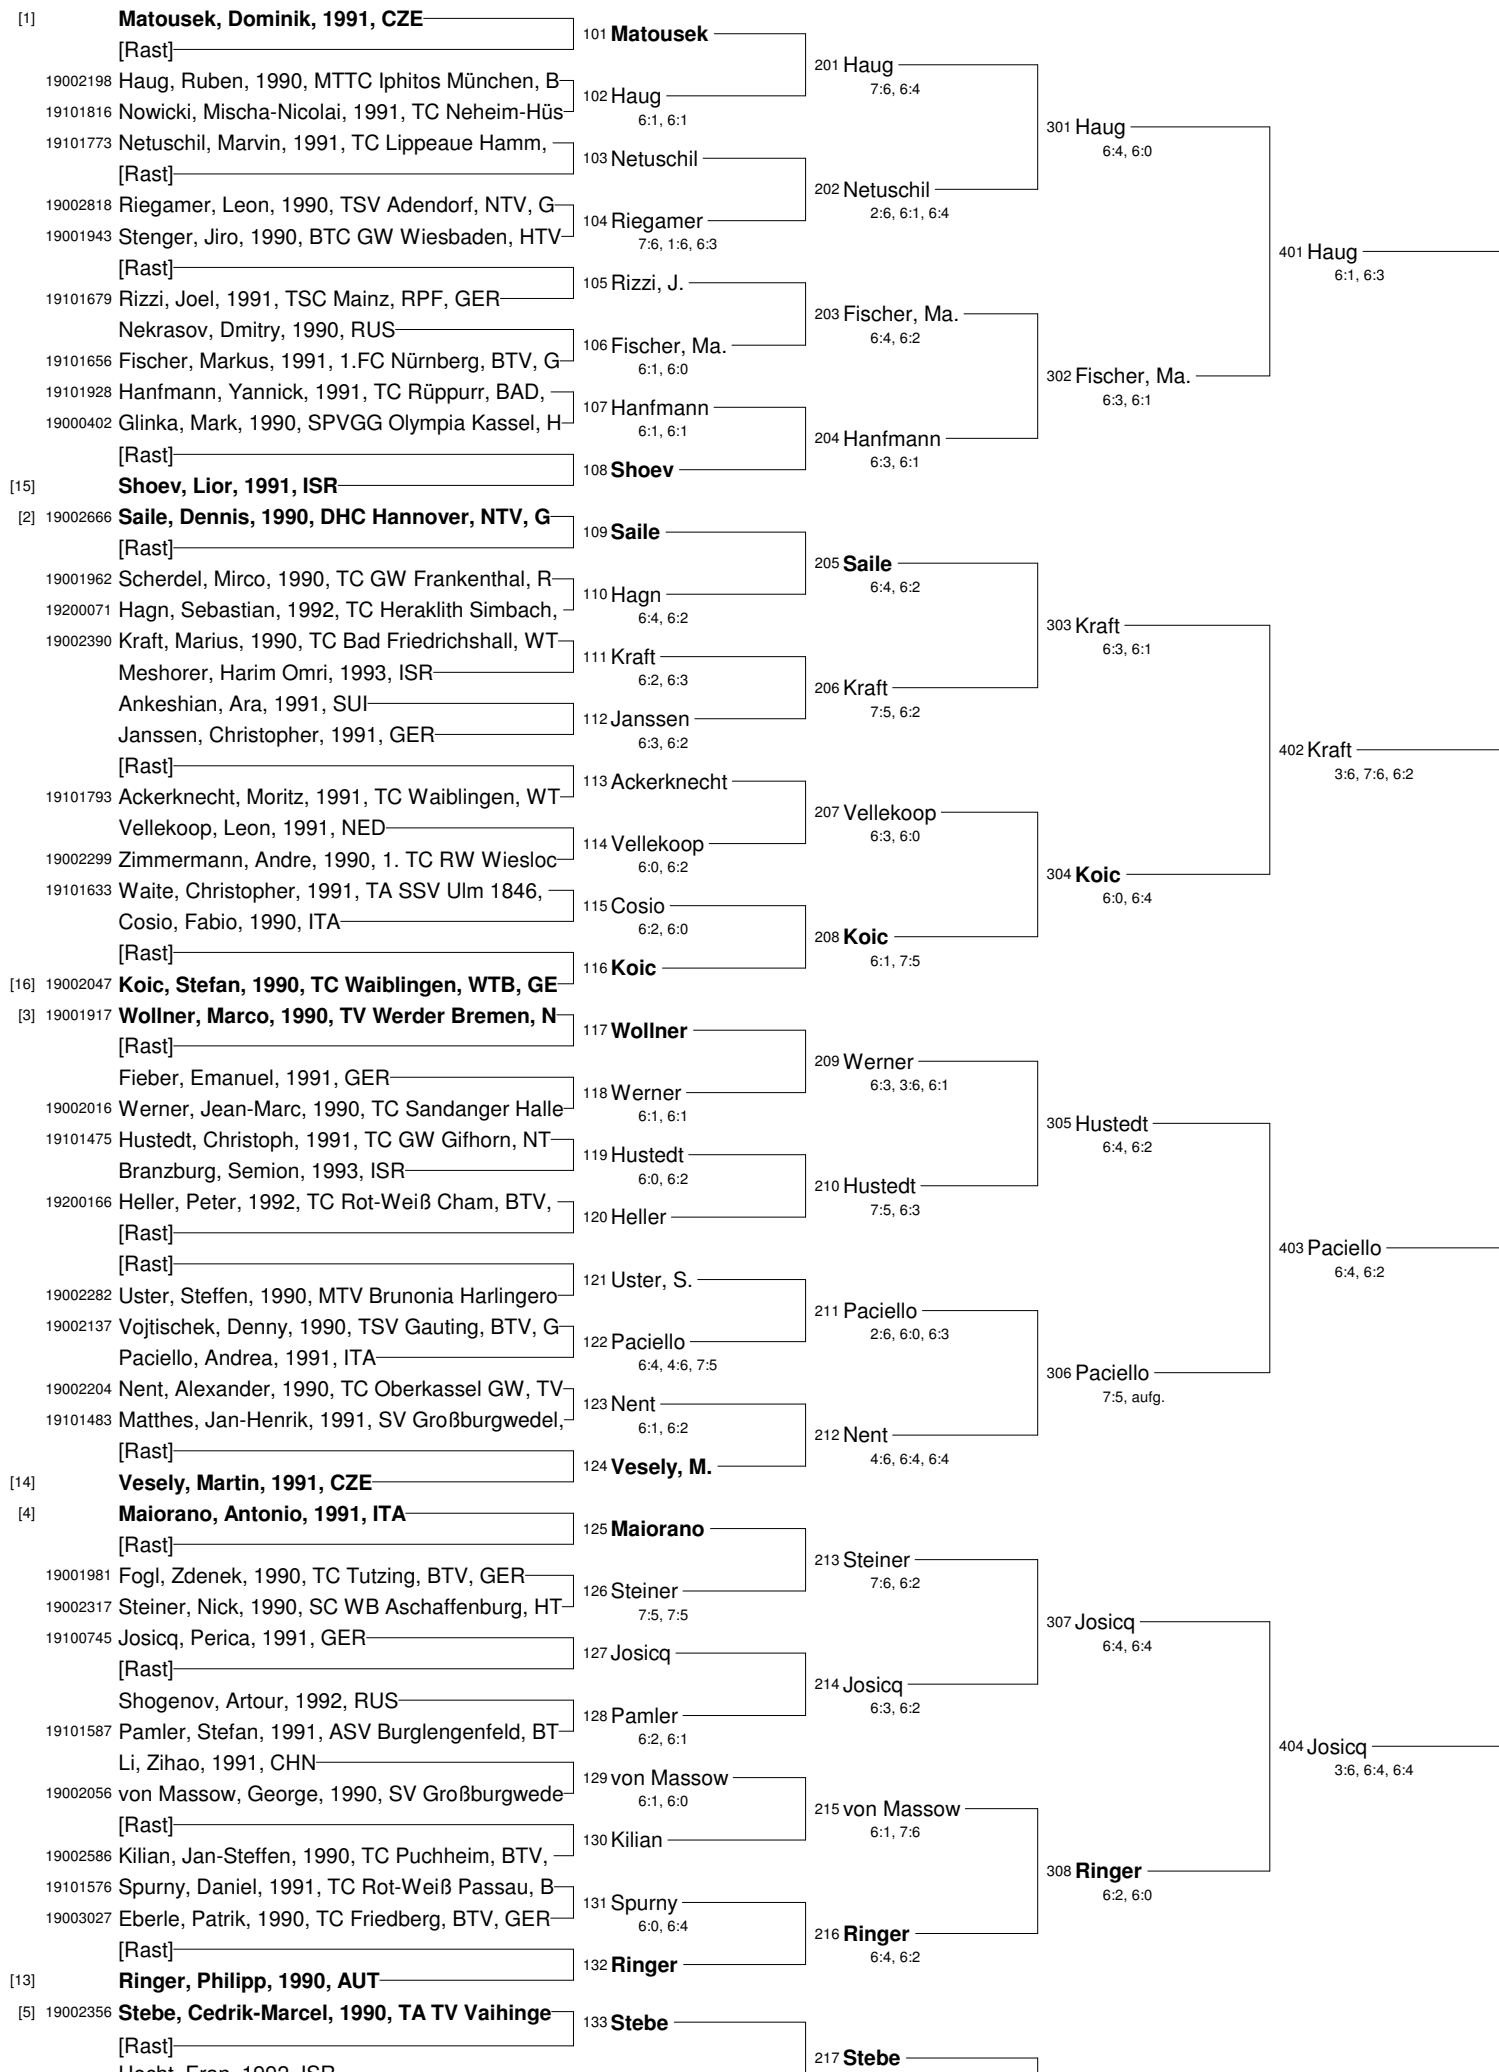 [1] Matousek, Dominik, 1991, CZE
[Rast]
19002198 Haug, Ruben, 1990, MTTC Iphitos München, B
19101816 Nowicki, Mischa-Nicolai, 1991, TC Neheim-Hüs
19101773 Netuschil, Marvin, 1991, TC Lippeaue Hamm,
[Rast]
19002818 Riegamer, Leon, 1990, TSV Adendorf, NTV, G
19001943 Stenger, Jiro, 1990, BTC GW Wiesbaden, HTV
[Rast]
19101679 Rizzi, Joel, 1991, TSC Mainz, RPF, GER
Nekrasov, Dmitry, 1990, RUS
19101656 Fischer, Markus, 1991, 1.FC Nürnberg, BTV, G
19101928 Hanfmann, Yannick, 1991, TC Rüppurr, BAD,
19000402 Glinka, Mark, 1990, SPVGG Olympia Kassel, H
[Rast]
[15] Shoev, Lior, 1991, ISR
[2] 19002666 Saile, Dennis, 1990, DHC Hannover, NTV, G
[Rast]
19001962 Scherdel, Mirco, 1990, TC GW Frankenthal, R
19200071 Hagn, Sebastian, 1992, TC Heraklith Simbach,
19002390 Kraft, Marius, 1990, TC Bad Friedrichshall, WT
Meshorer, Harim Omri, 1993, ISR
Ankeshian, Ara, 1991, SUI
Janssen, Christopher, 1991, GER
[Rast]
19101793 Ackerknecht, Moritz, 1991, TC Waiblingen, WT
Vellekoop, Leon, 1991, NED
19002299 Zimmermann, Andre, 1990, 1. TC RW Wiesloc
19101633 Waite, Christopher, 1991, TA SSV Ulm 1846,
Cosio, Fabio, 1990, ITA
[Rast]
[16] 19002047 Koic, Stefan, 1990, TC Waiblingen, WTB, GE
[3] 19001917 Wollner, Marco, 1990, TV Werder Bremen, N
[Rast]
Fieber, Emanuel, 1991, GER
19002016 Werner, Jean-Marc, 1990, TC Sandanger Halle
19101475 Hustedt, Christoph, 1991, TC GW Gifhorn, NT
Branzburg, Semion, 1993, ISR
19200166 Heller, Peter, 1992, TC Rot-Weiß Cham, BTV,
[Rast]
[Rast]
19002282 Uster, Steffen, 1990, MTV Brunonia Harlingero
19002137 Vojtischek, Denny, 1990, TSV Gauting, BTV, G
Paciello, Andrea, 1991, ITA
19002204 Nent, Alexander, 1990, TC Oberkassel GW, TV
19101483 Matthes, Jan-Henrik, 1991, SV Großburgwedel,
[Rast]
[14] Vesely, Martin, 1991, CZE
[4] Maiorano, Antonio, 1991, ITA
[Rast]
19001981 Fogl, Zdenek, 1990, TC Tutzing, BTV, GER
19002317 Steiner, Nick, 1990, SC WB Aschaffenburg, HT
19100745 Josicq, Perica, 1991, GER
[Rast]
Shogenov, Artour, 1992, RUS
19101587 Pamler, Stefan, 1991, ASV Burglengenfeld, BT
Li, Zihao, 1991, CHN
19002056 von Massow, George, 1990, SV Großburgwede
[Rast]
19002586 Kilian, Jan-Steffen, 1990, TC Puchheim, BTV,
19101576 Spurny, Daniel, 1991, TC Rot-Weiß Passau, B
19003027 Eberle, Patrik, 1990, TC Friedberg, BTV, GER
[Rast]
[13] Ringer, Philipp, 1990, AUT
[5] 19002356 Stebe, Cedrik-Marcel, 1990, TA TV Vaihinge
[Rast]
101 Matousek
102 Haug
6:1, 6:1
103 Netuschil
104 Riegamer
7:6, 1:6, 6:3
105 Rizzi, J.
106 Fischer, Ma.
6:1, 6:0
107 Hanfmann
6:1, 6:1
108 Shoev
109 Saile
110 Hagn
6:4, 6:2
111 Kraft
6:2, 6:3
112 Janssen
6:3, 6:2
113 Ackerknecht
114 Vellekoop
6:0, 6:2
115 Cosio
6:2, 6:0
116 Koic
117 Wollner
118 Werner
6:1, 6:1
119 Hustedt
6:0, 6:2
120 Heller
121 Uster, S.
122 Paciello
6:4, 4:6, 7:5
123 Nent
6:1, 6:2
124 Vesely, M.
125 Maiorano
126 Steiner
7:5, 7:5
127 Josicq
128 Pamler
6:2, 6:1
129 von Massow
6:1, 6:0
130 Kilian
131 Spurny
6:0, 6:4
132 Ringer
133 Stebe
201 Haug
7:6, 6:4
202 Netuschil
2:6, 6:1, 6:4
203 Fischer, Ma.
6:4, 6:2
204 Hanfmann
6:3, 6:1
205 Saile
6:4, 6:2
206 Kraft
7:5, 6:2
207 Vellekoop
6:3, 6:0
208 Koic
6:1, 7:5
209 Werner
6:3, 3:6, 6:1
210 Hustedt
7:5, 6:3
211 Paciello
2:6, 6:0, 6:3
212 Nent
4:6, 6:4, 6:4
213 Steiner
7:6, 6:2
214 Josicq
6:3, 6:2
215 von Massow
6:1, 7:6
216 Ringer
6:4, 6:2
217 Stebe
301 Haug
6:4, 6:0
302 Fischer, Ma.
6:3, 6:1
303 Kraft
6:3, 6:1
304 Koic
6:0, 6:4
305 Hustedt
6:4, 6:2
306 Paciello
7:5, aufg.
307 Josicq
6:4, 6:4
308 Ringer
6:2, 6:0
401 Haug
6:1, 6:3
402 Kraft
3:6, 7:6, 6:2
403 Paciello
6:4, 6:2
404 Josicq
3:6, 6:4, 6:4